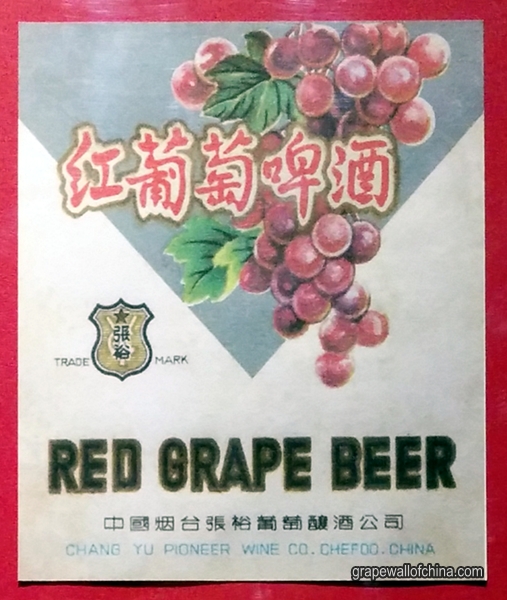 红葡萄啤酒
張裕
TRADE MARK
RED GRAPE BEER
中國烟台張裕葡萄釀酒公司
CHANG YU PIONEER WINE CO. CHEFOO. CHINA
grapewallofchina.com